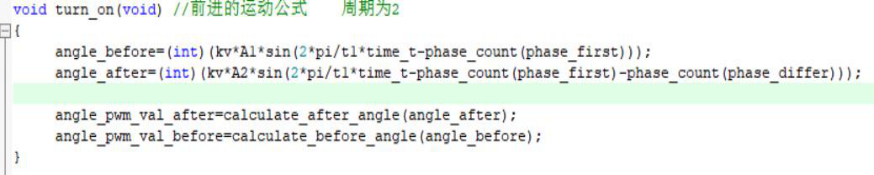 void turn_on(void) //前进的运动公式    周期为2
{
    angle_before=(int)(kv*A1*sin(2*pi/t1*time_t-phase_count(phase_first)));
    angle_after=(int)(kv*A2*sin(2*pi/t1*time_t-phase_count(phase_first)-phase_count(phase_differ)));
    angle_pwm_val_after=calculate_after_angle(angle_after);
    angle_pwm_val_before=calculate_before_angle(angle_before);
}